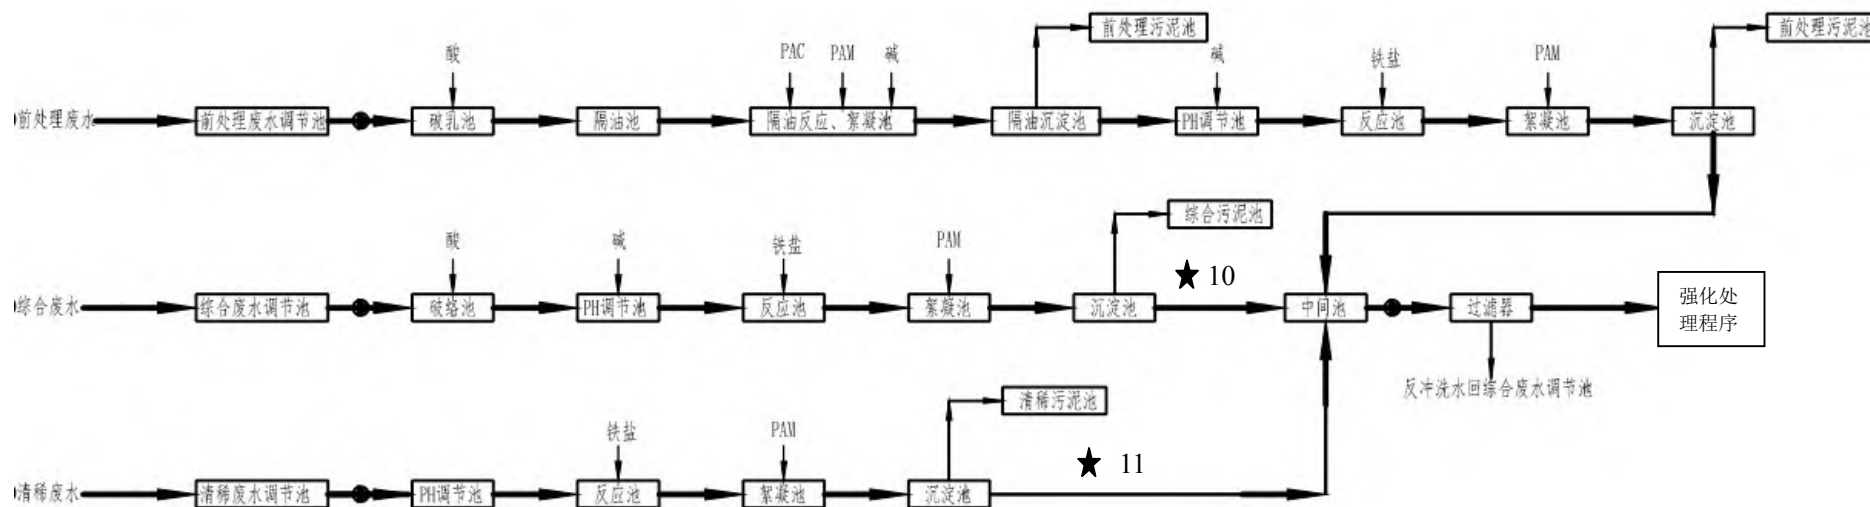 前处理污泥池
前处理污泥池
酸
PAC
PAM
碱
碱
铁盐
PAM
前处理废水
前处理废水调节池
破乳池
隔油池
隔油反应、絮凝池
隔油沉淀池
PH调节池
反应池
絮凝池
沉淀池
综合污泥池
酸
碱
铁盐
PAM
★ 10
综合废水
综合废水调节池
破络池
PH调节池
反应池
絮凝池
沉淀池
中间池
过滤器
强化处
理程序
反冲洗水回综合废水调节池
清稀污泥池
铁盐
PAM
★ 11
清稀废水
清稀废水调节池
PH调节池
反应池
絮凝池
沉淀池